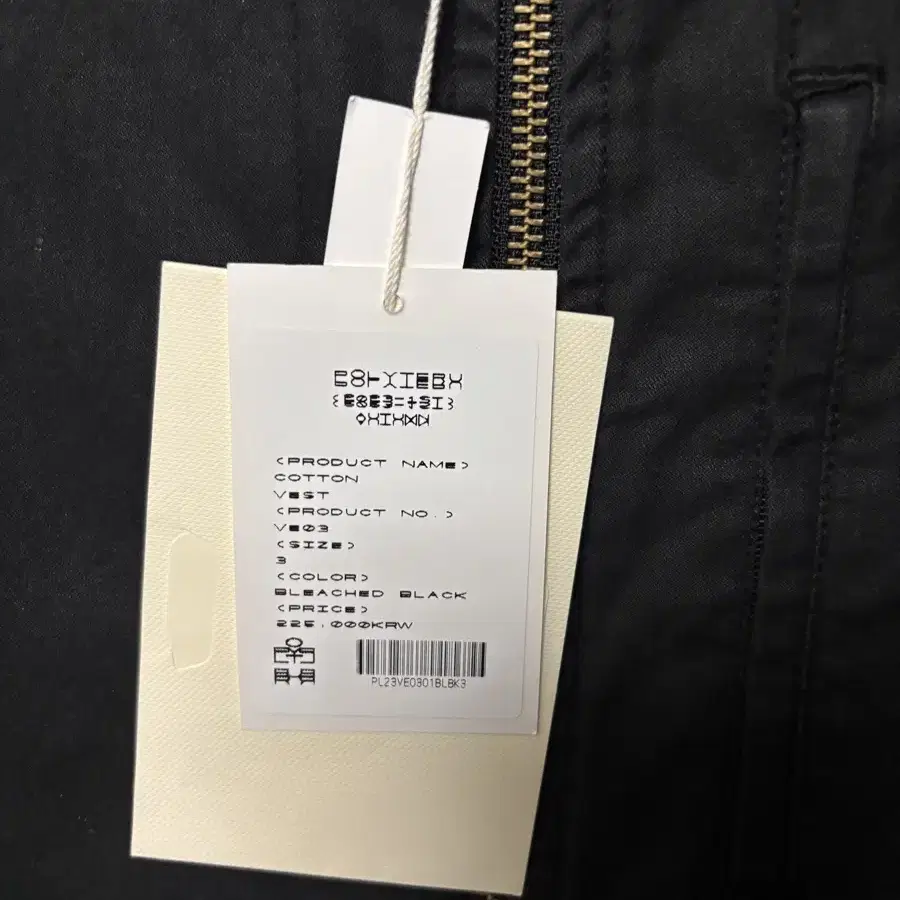 <PRODUCT NAME>
COTTON
VEST
<PRODUCT NO.>
VE03
<SIZE>
3
<COLOR>
BLEACHED BLACK
<PRICE>
225,000KRW
PL23VE0301BLBK3